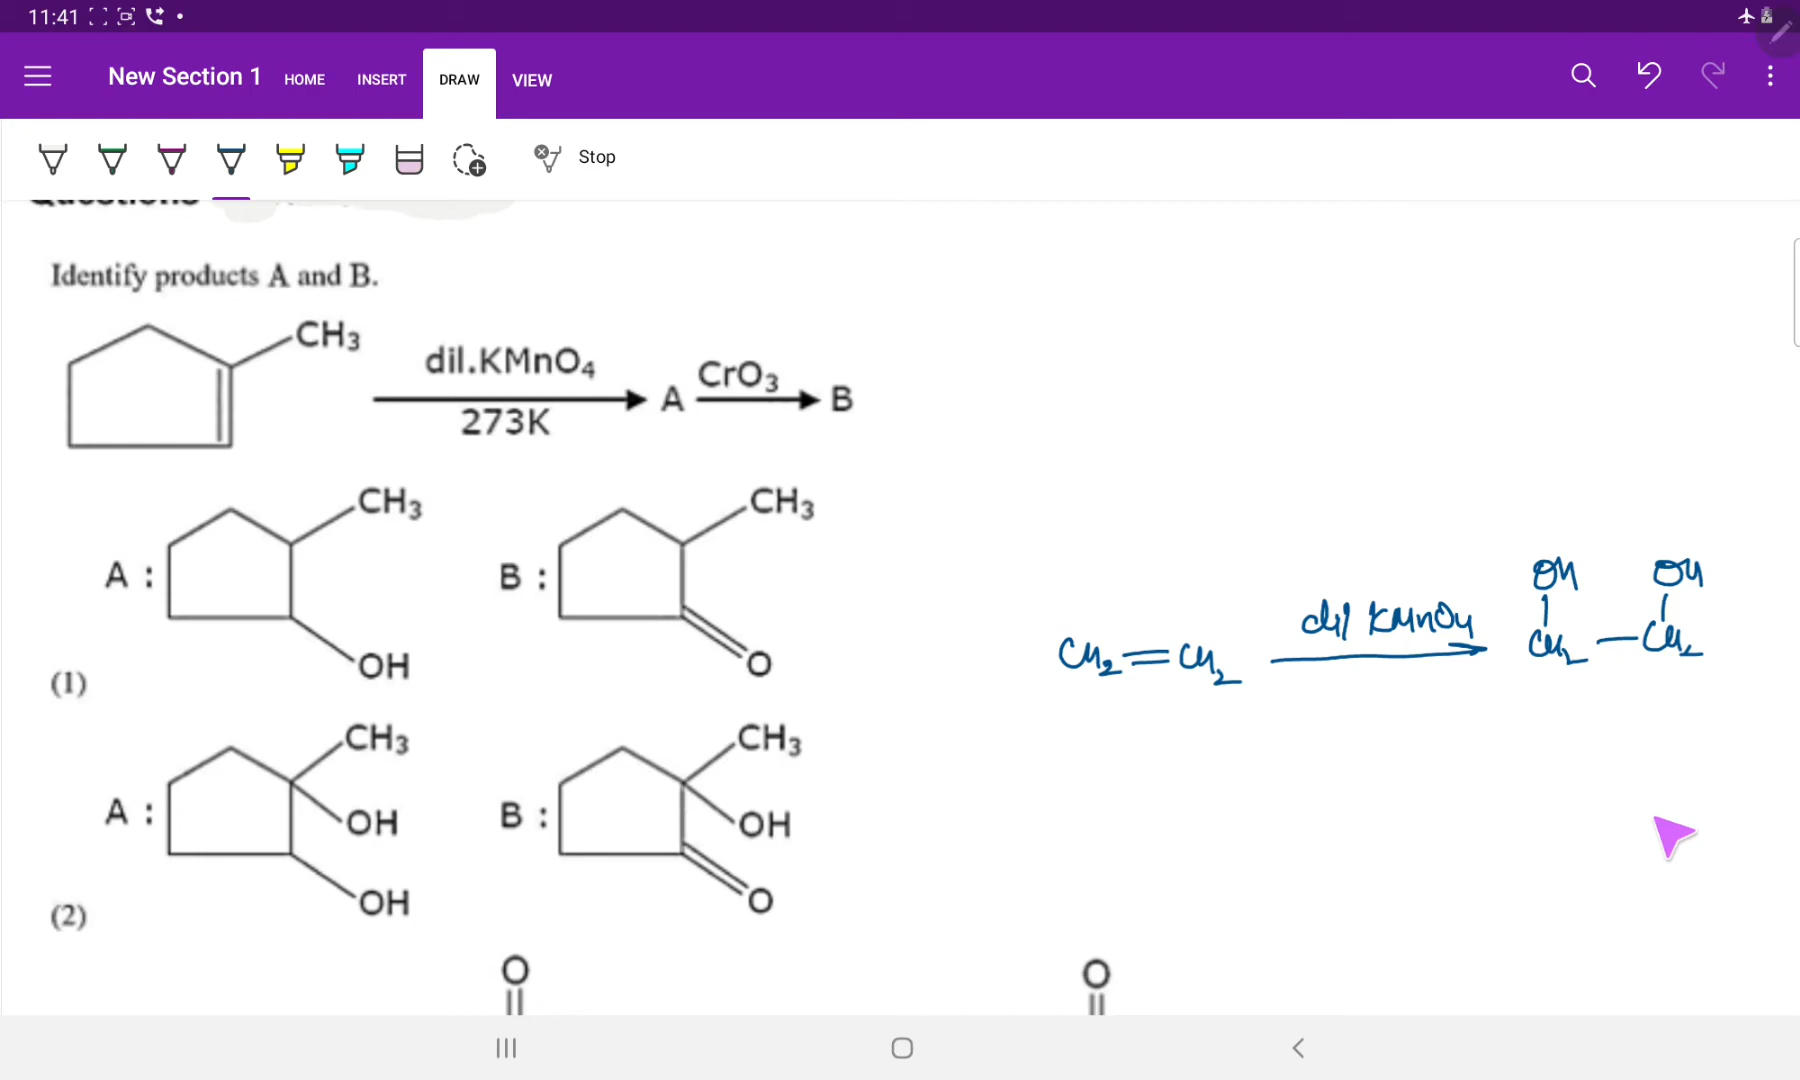 11:41
New Section 1 HOME INSERT DRAW VIEW
Stop
Questions
Identify products A and B.
CH3
dil.KMnO4
273K
A
CrO3
B
A :
CH3
OH
B :
CH3
O
(1)
A :
CH3
OH
OH
B :
CH3
OH
O
(2)
O
O
CH2=CH2
dil KMnO4
OH OH
CH2—CH2